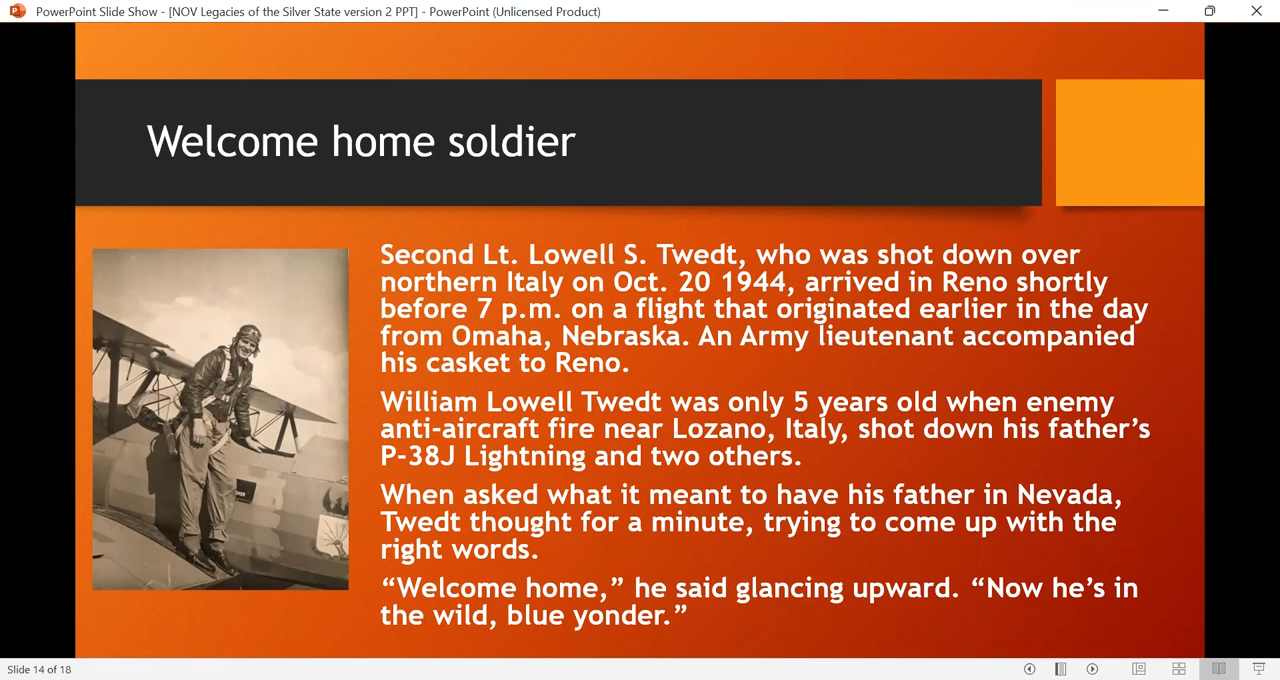 PowerPoint Slide Show - [NOV Legacies of the Silver State version 2 PPT] - PowerPoint (Unlicensed Product)
Welcome home soldier
Second Lt. Lowell S. Twedt, who was shot down over
northern Italy on Oct. 20 1944, arrived in Reno shortly
before 7 p.m. on a flight that originated earlier in the day
from Omaha, Nebraska. An Army lieutenant accompanied
his casket to Reno.
William Lowell Twedt was only 5 years old when enemy
anti-aircraft fire near Lozano, Italy, shot down his father’s
P-38J Lightning and two others.
When asked what it meant to have his father in Nevada,
Twedt thought for a minute, trying to come up with the
right words.
“Welcome home,” he said glancing upward. “Now he’s in
the wild, blue yonder.”
Slide 14 of 18